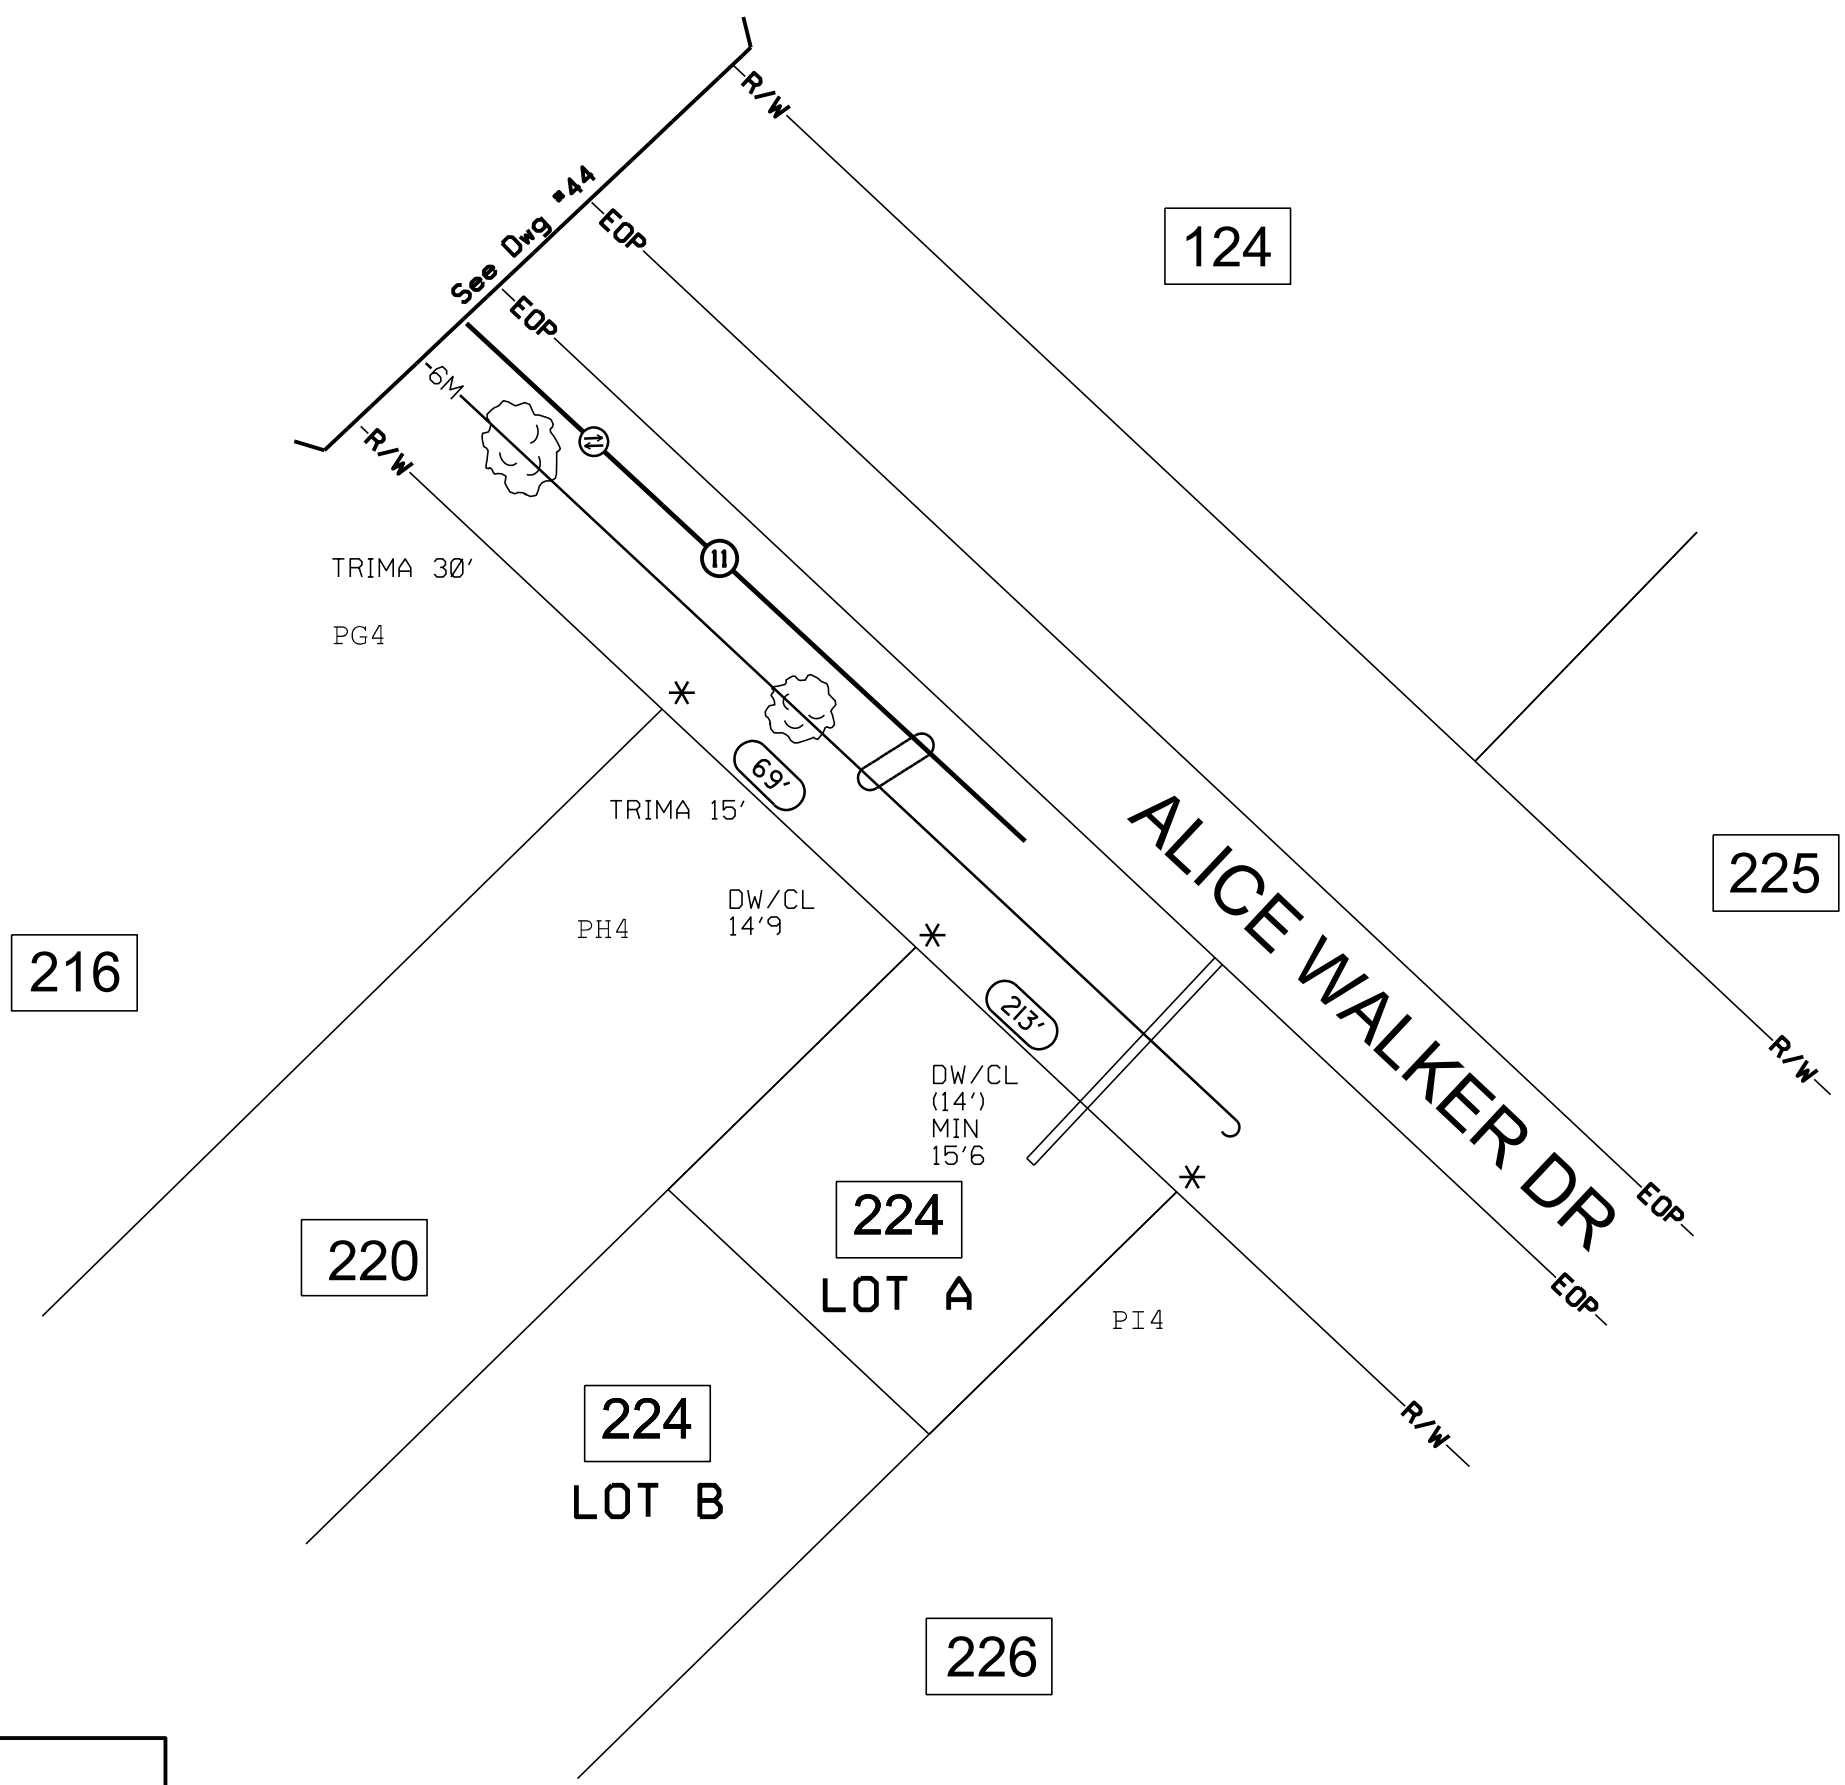 R/W
See Dwg #44
EOP
124
EOP
-6M
R/W
11
TRIMA 30'
PG4
69'
TRIMA 15'
ALICE WALKER DR
225
DW/CL
14'9
PH4
216
213'
R/W
DW/CL
(14')
MIN
15'6
224
LOT A
EOP
220
EOP
PI4
224
LOT B
R/W
226